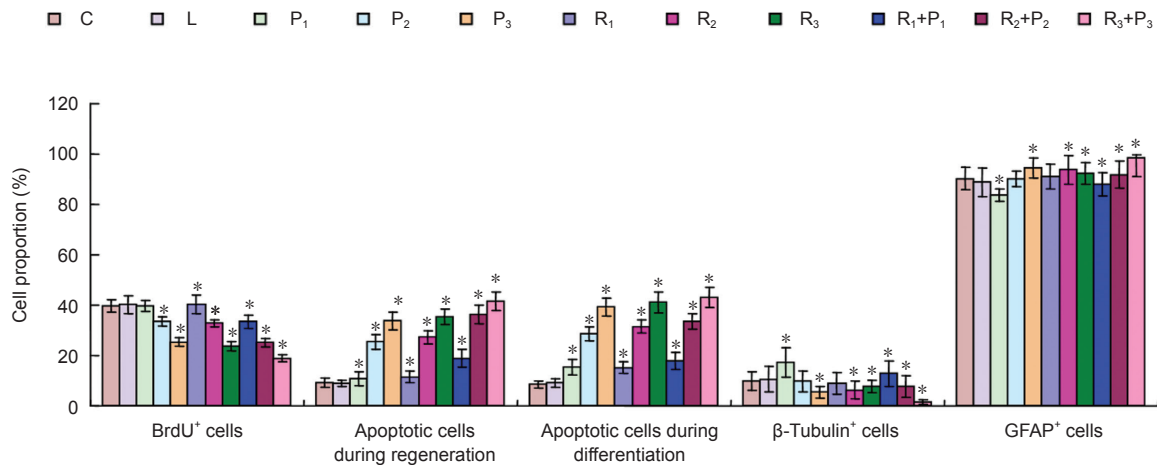 C L P₁ P₂ P₃ R₁ R₂ R₃ R₁+P₁ R₂+P₂ R₃+P₃
Cell proportion (%)
120
100
80
60
40
20
0
* * * * * * * *
* * * * * * * * *
* * * * * * * * *
* * * * * * *
* * * * * * *
BrdU⁺ cells
Apoptotic cells
during regeneration
Apoptotic cells during
differentiation
β-Tubulin⁺ cells
GFAP⁺ cells